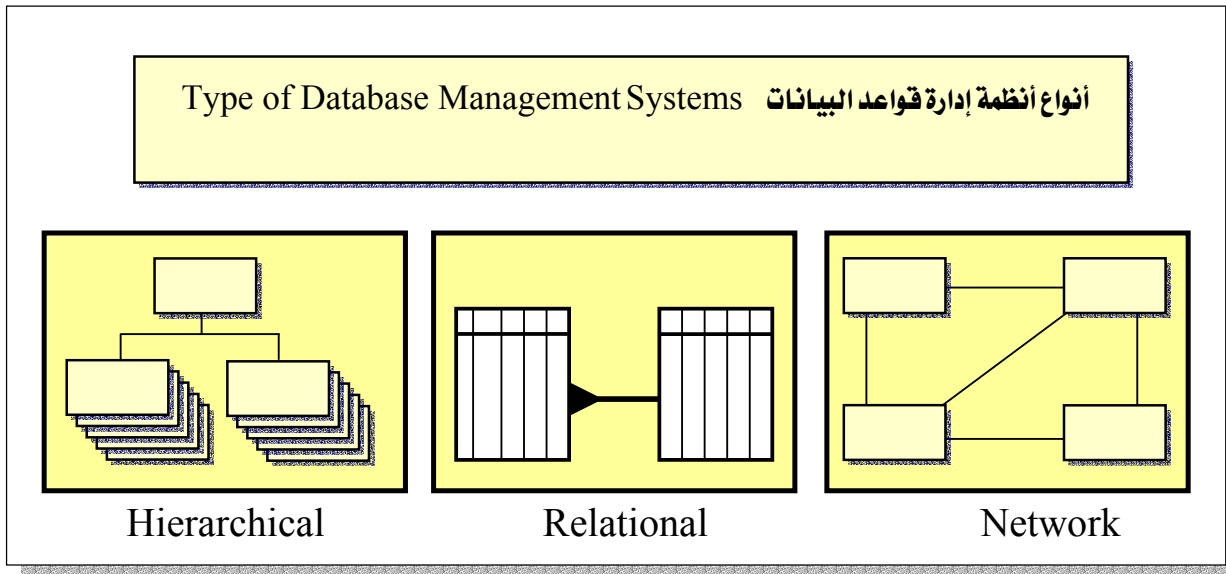 Type of Database Management Systems أنواع أنظمة إدارة قواعد البيانات
Hierarchical
Relational
Network